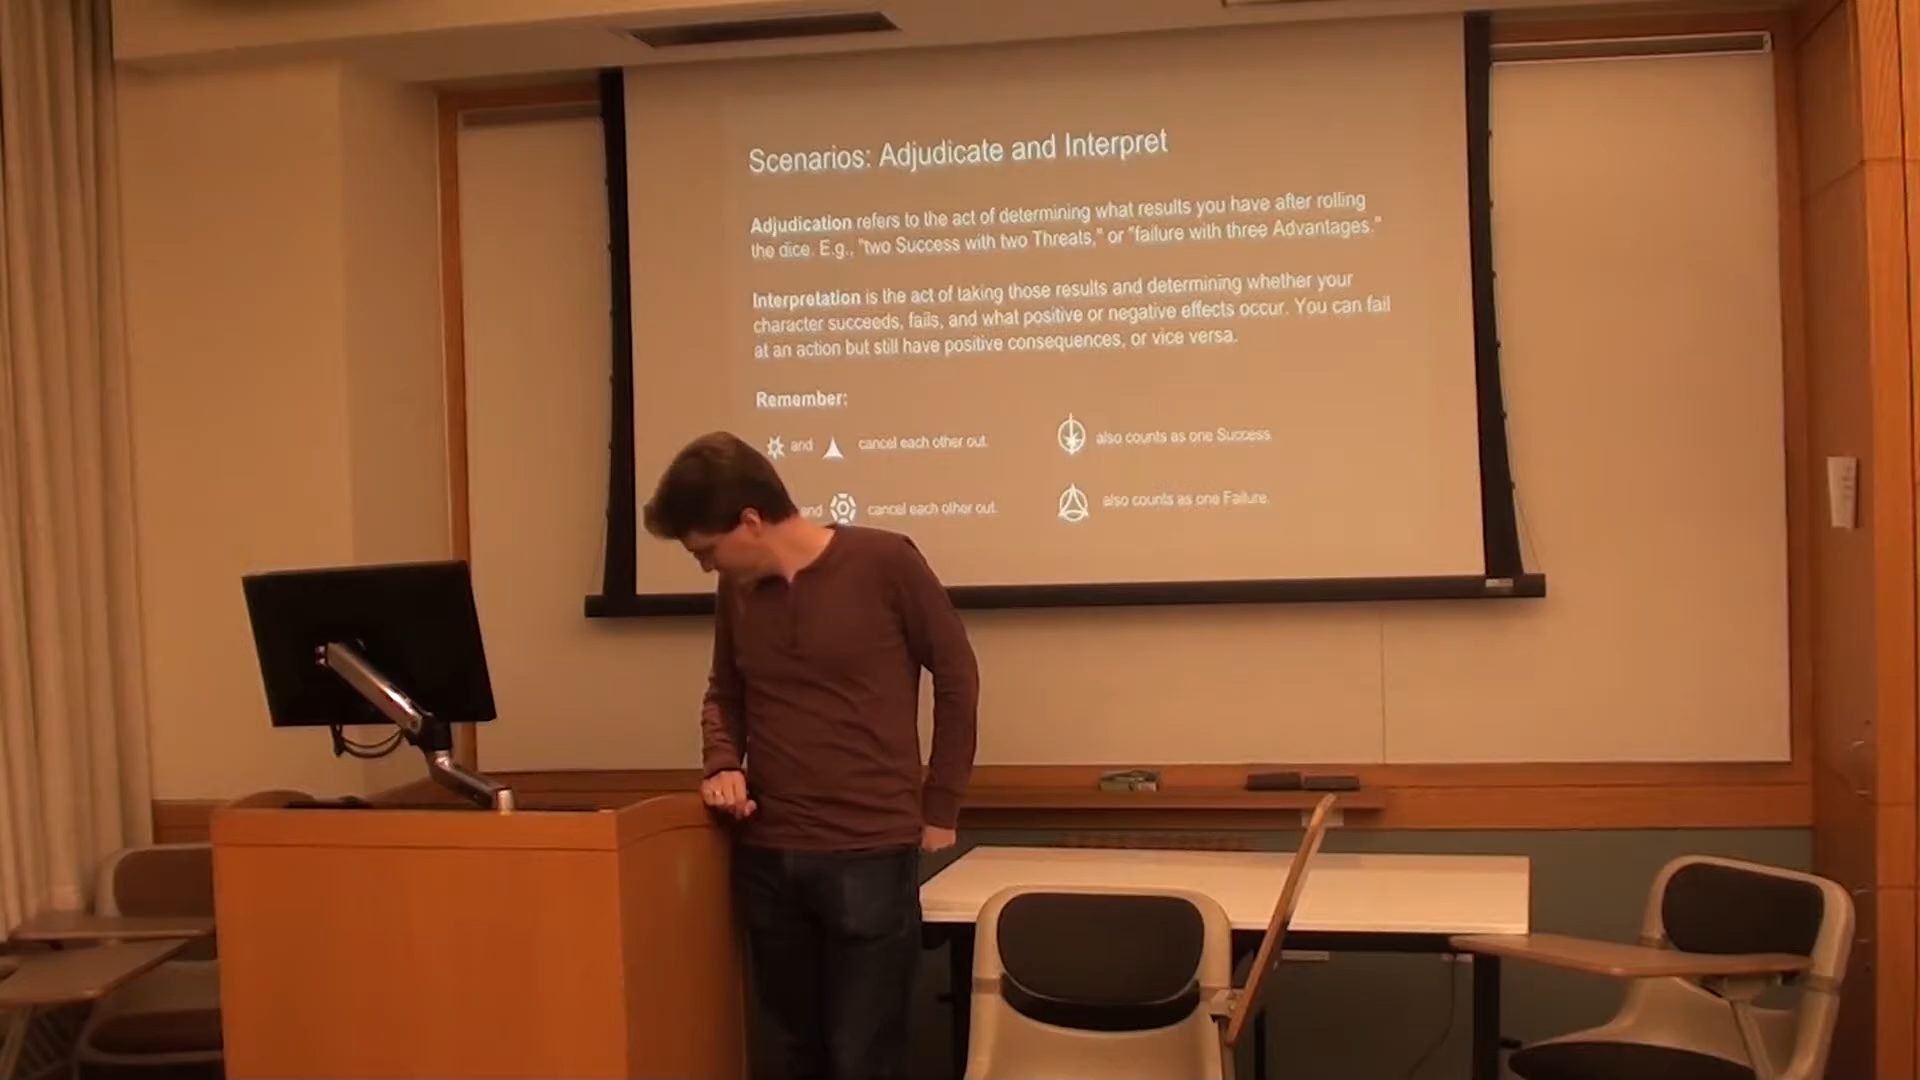 Scenarios: Adjudicate and Interpret
Adjudication refers to the act of determining what results you have after rolling
the dice. E.g., "two Success with two Threats," or "failure with three Advantages."
Interpretation is the act of taking those results and determining whether your
character succeeds, fails, and what positive or negative effects occur. You can fail
at an action but still have positive consequences, or vice versa.
Remember:
and cancel each other out.
also counts as one Success.
and cancel each other out.
also counts as one Failure.